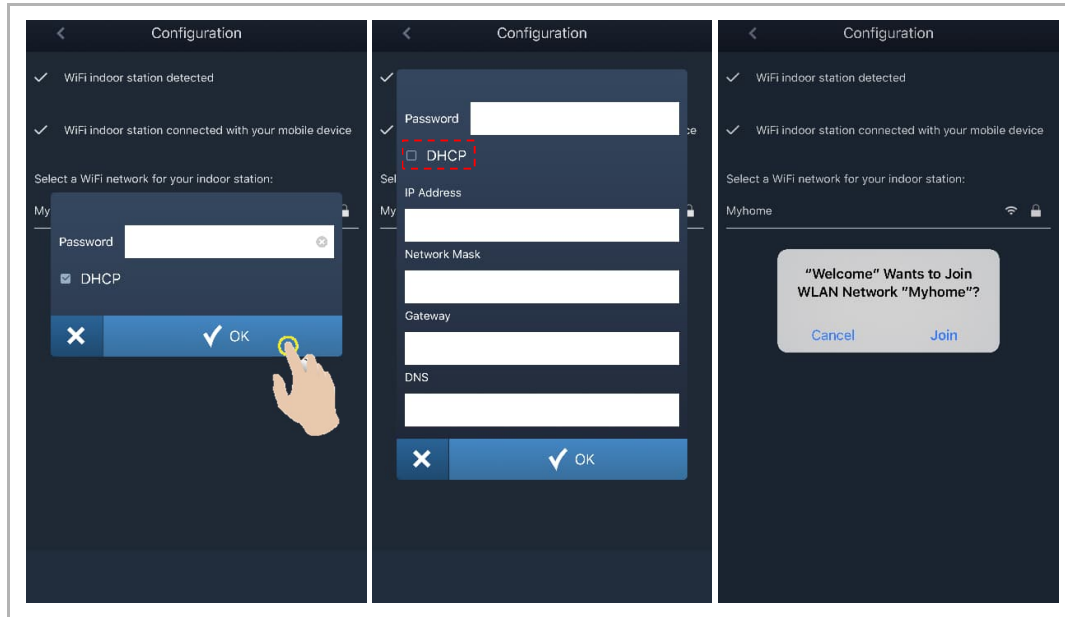 Configuration
WiFi indoor station detected
WiFi indoor station connected with your mobile device
Select a WiFi network for your indoor station:
My
Password
DHCP
OK
Configuration
Password
DHCP
Sel
IP Address
My
Network Mask
Gateway
DNS
OK
Configuration
WiFi indoor station detected
WiFi indoor station connected with your mobile device
Select a WiFi network for your indoor station:
Myhome
"Welcome" Wants to Join
WLAN Network "Myhome"?
Cancel Join